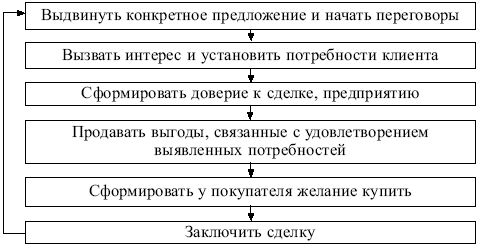 Выдвинуть конкретное предложение и начать переговоры
Вызвать интерес и установить потребности клиента
Сформировать доверие к сделке, предприятию
Продавать выгоды, связанные с удовлетворением
выявленных потребностей
Сформировать у покупателя желание купить
Заключить сделку